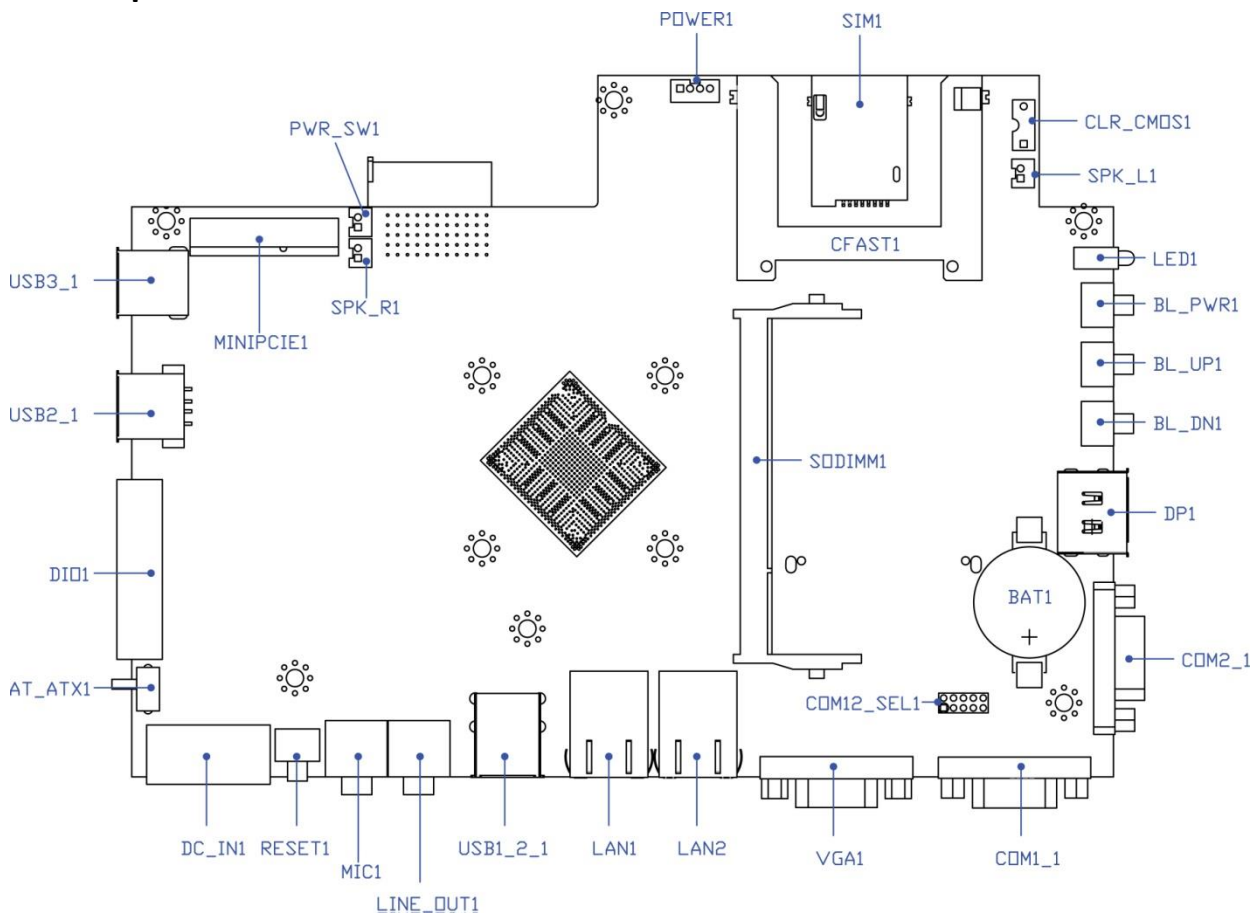 POWER1
SIM1
PWR_SW1
CLR_CMOS1
SPK_L1
CFAST1
LED1
USB3_1
SPK_R1
BL_PWR1
MINIPCIE1
BL_UP1
USB2_1
BL_DN1
SODIMM1
DP1
DIO1
BAT1
COM2_1
AT_ATX1
COM12_SEL1
DC_IN1
RESET1
MIC1
LINE_OUT1
USB1_2_1
LAN1
LAN2
VGA1
COM1_1